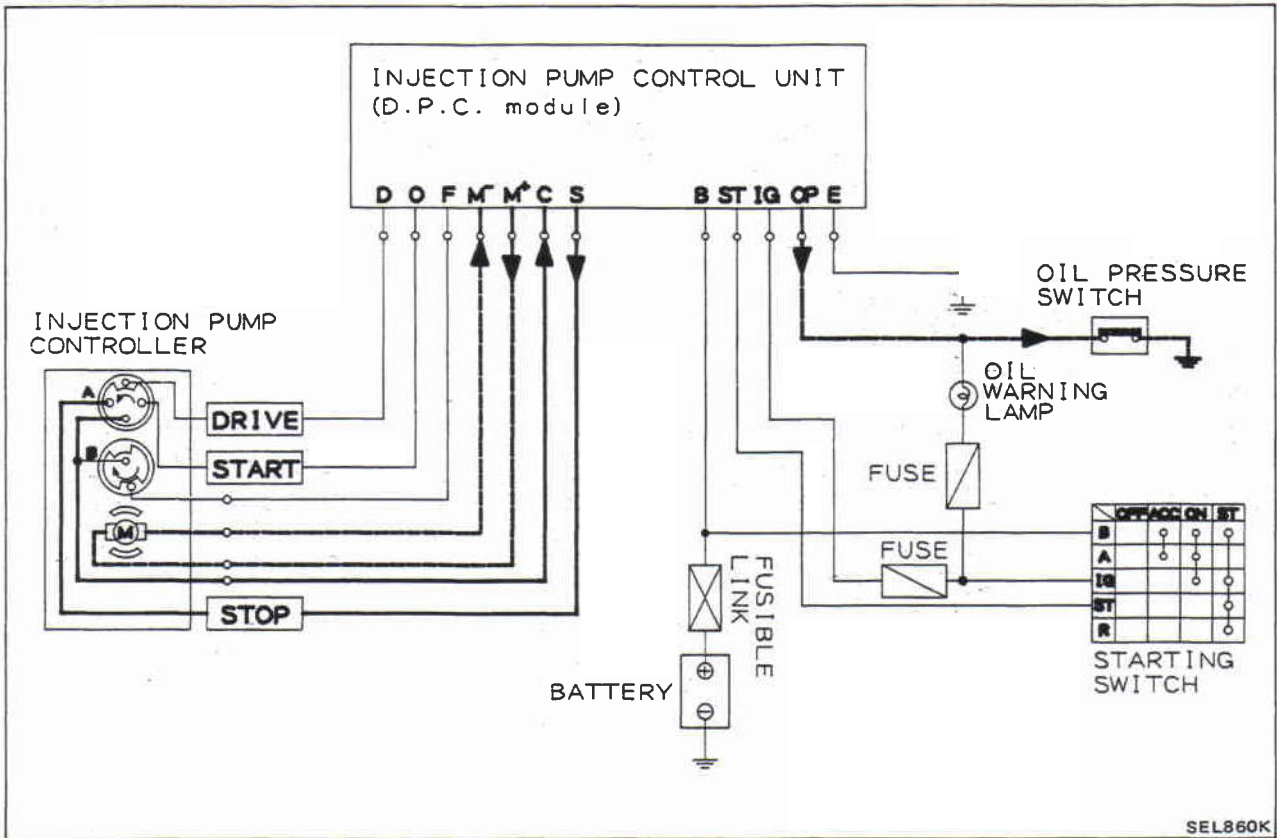 INJECTION PUMP CONTROL UNIT
(D.P.C. module)
D O F M⁻ M⁺ C S B ST IG OP E
OIL PRESSURE
SWITCH
INJECTION PUMP
CONTROLLER
A
DRIVE
OIL
WARNING
LAMP
B
START
FUSE
OFF ACC ON ST
B
M
FUSE
A
FUSIBLE
LINK
IG
STOP
ST
R
STARTING
SWITCH
BATTERY
SEL860K